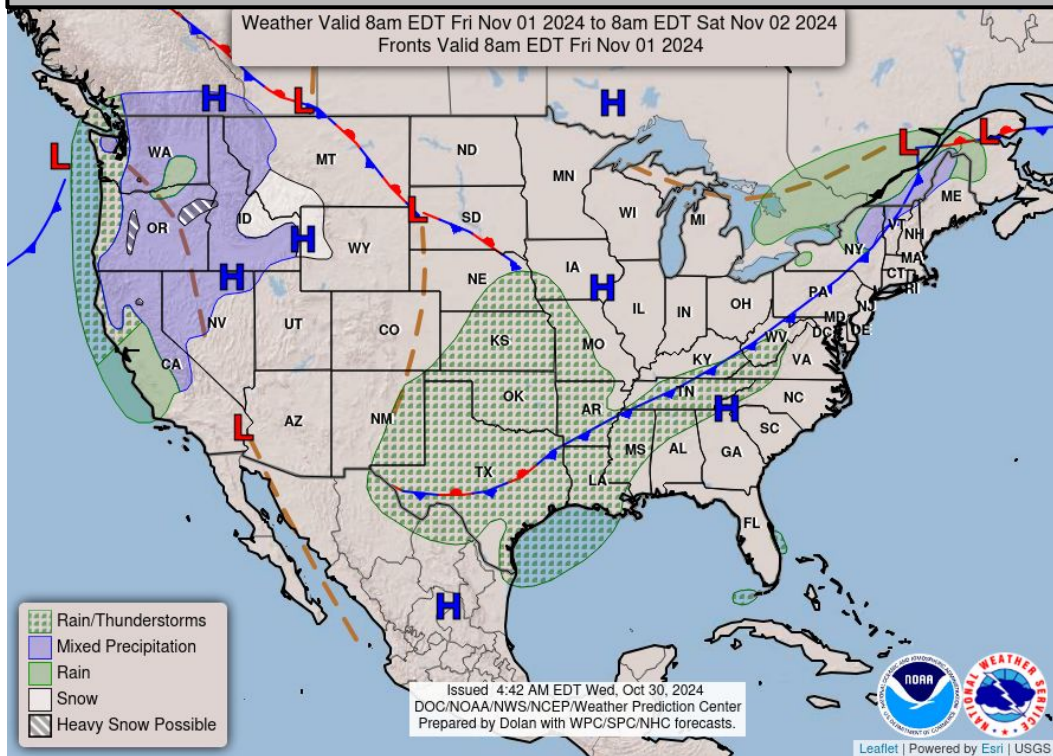 Weather Valid 8am EDT Fri Nov 01 2024 to 8am EDT Sat Nov 02 2024
Fronts Valid 8am EDT Fri Nov 01 2024
H
L
H
L
L
L
WA
MT
ND
MN
ME
OR
ID
H
WY
L
SD
WI
MI
VT
NH
NY
MA
CT
RI
H
NV
UT
NE
IA
H
IL
IN
OH
PA
NJ
MD
DE
DC
CA
CO
KS
MO
KY
WV
VA
L
AZ
NM
OK
AR
TN
H
NC
SC
TX
LA
MS
AL
GA
FL
H
Rain/Thunderstorms
Mixed Precipitation
Rain
Snow
Heavy Snow Possible
Issued 4:42 AM EDT Wed, Oct 30, 2024
DOC/NOAA/NWS/NCEP/Weather Prediction Center
Prepared by Dolan with WPC/SPC/NHC forecasts.
NOAA
NATIONAL WEATHER SERVICE
Leaflet | Powered by Esri | USGS